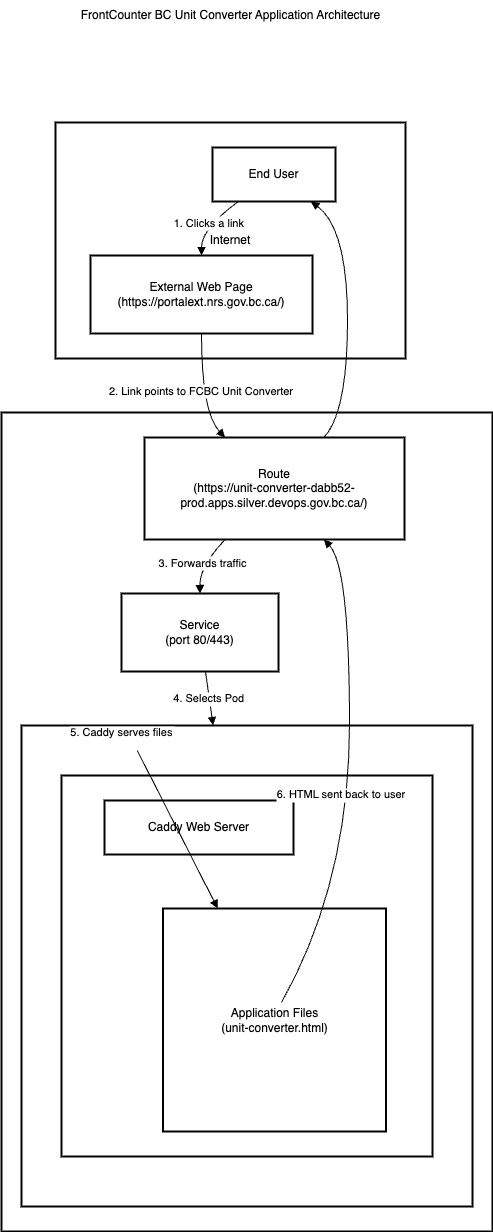 FrontCounter BC Unit Converter Application Architecture
End User
1. Clicks a link
Internet
External Web Page
(https://portalext.nrs.gov.bc.ca/)
2. Link points to FCBC Unit Converter
Route
(https://unit-converter-dabb52-
prod.apps.silver.devops.gov.bc.ca/)
3. Forwards traffic
Service
(port 80/443)
4. Selects Pod
5. Caddy serves files
6. HTML sent back to user
Caddy Web Server
Application Files
(unit-converter.html)